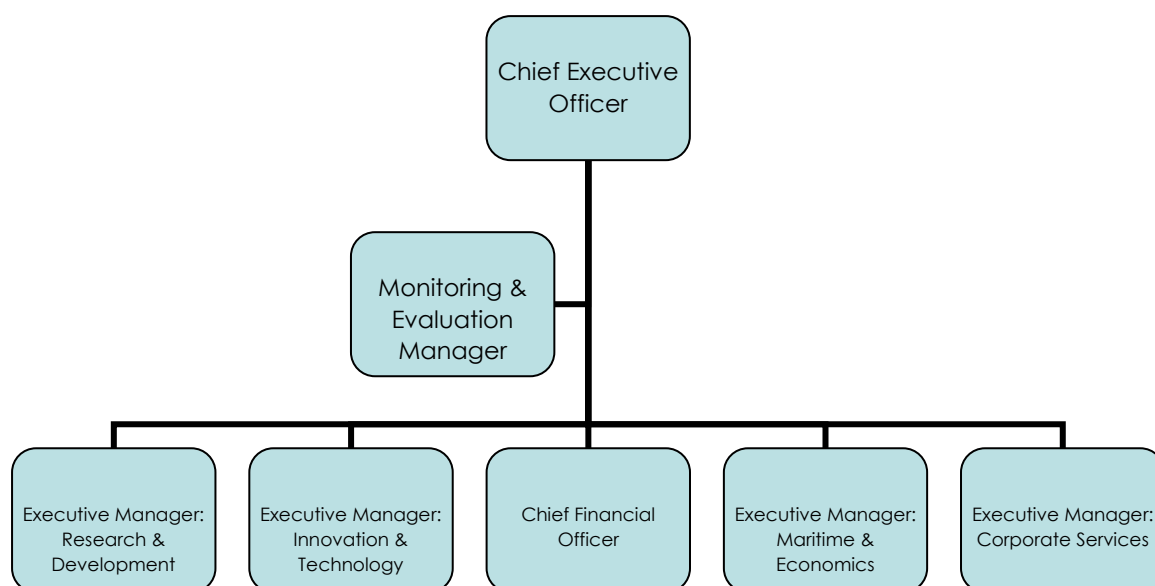 Chief Executive
Officer
Monitoring &
Evaluation
Manager
Executive Manager:
Research &
Development
Executive Manager:
Innovation &
Technology
Chief Financial
Officer
Executive Manager:
Maritime &
Economics
Executive Manager:
Corporate Services